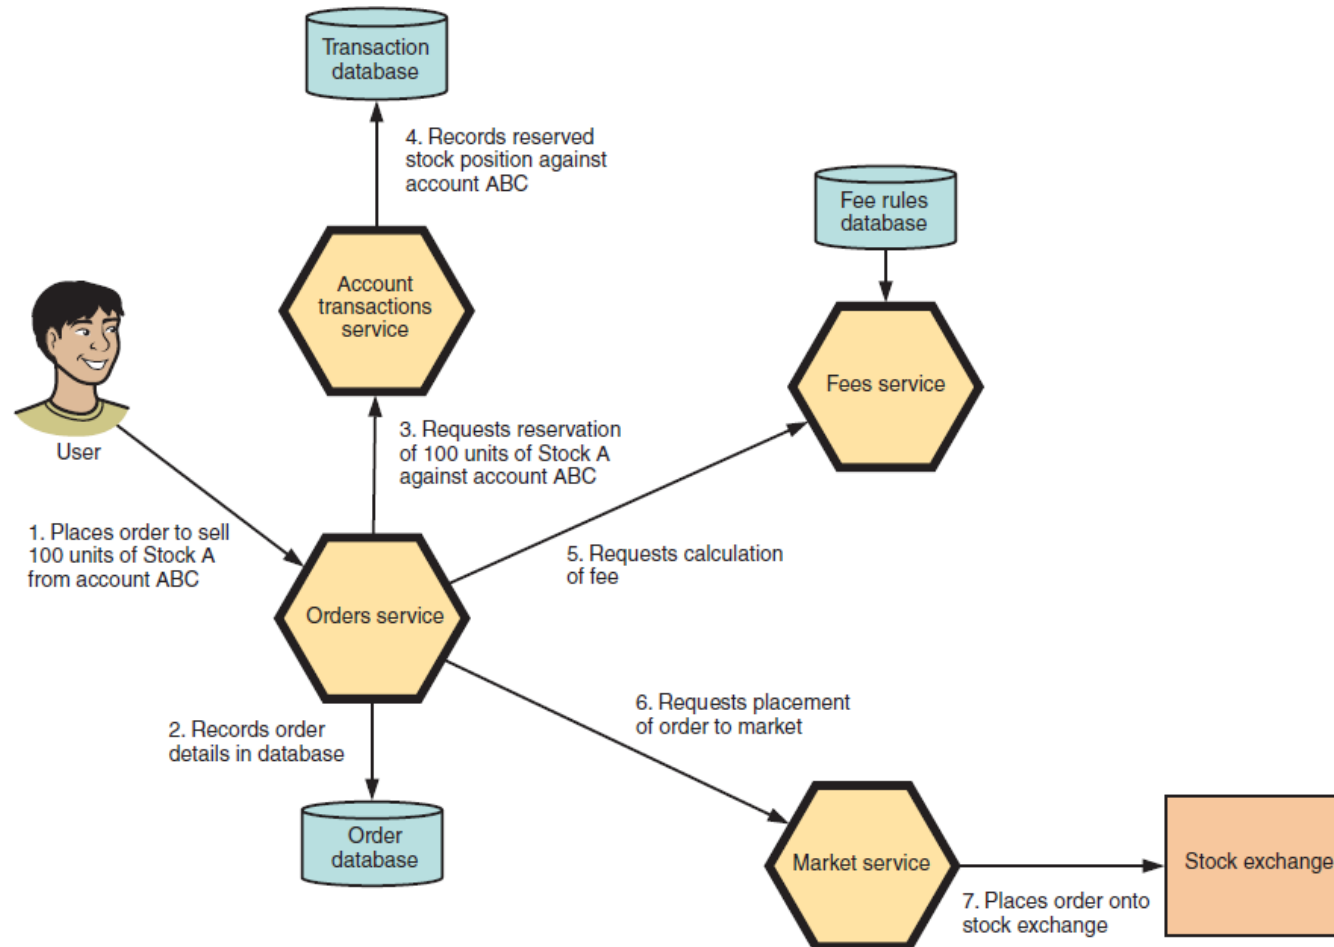 Transaction
database
4. Records reserved
stock position against
account ABC
Fee rules
database
Account
transactions
service
Fees service
User
3. Requests reservation
of 100 units of Stock A
against account ABC
1. Places order to sell
100 units of Stock A
from account ABC
5. Requests calculation
of fee
Orders service
6. Requests placement
of order to market
2. Records order
details in database
Order
database
Market service
Stock exchange
7. Places order onto
stock exchange